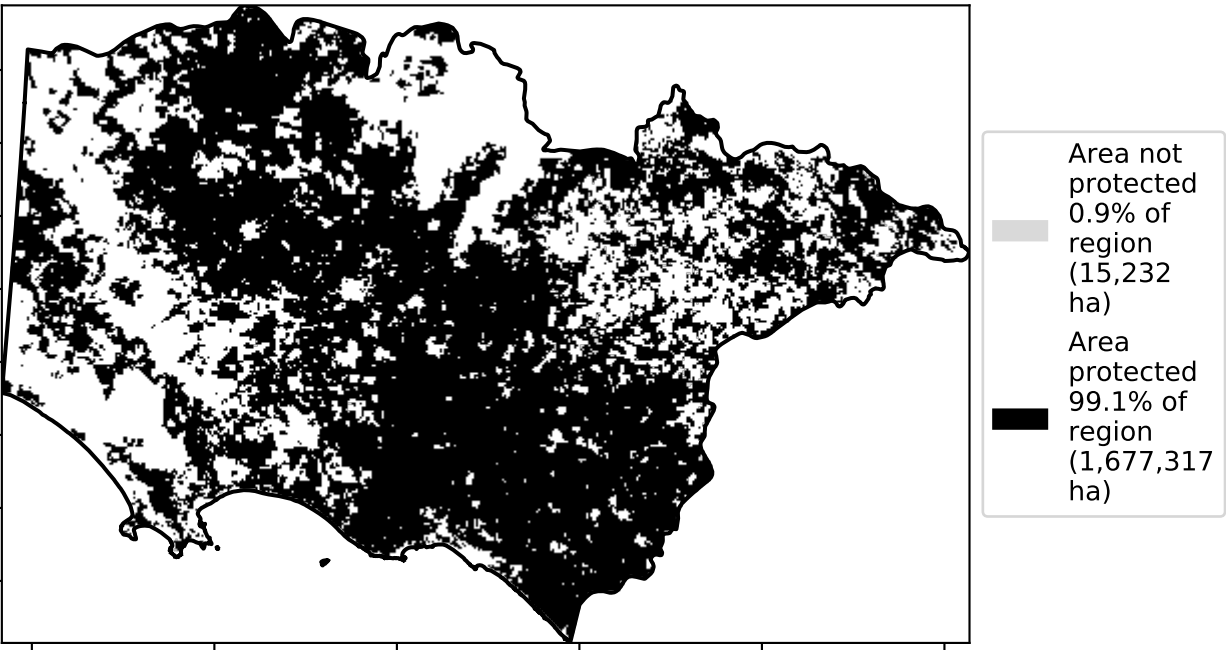 Area not
protected
0.9% of
region
(15,232
ha)
Area
protected
99.1% of
region
(1,677,317
ha)